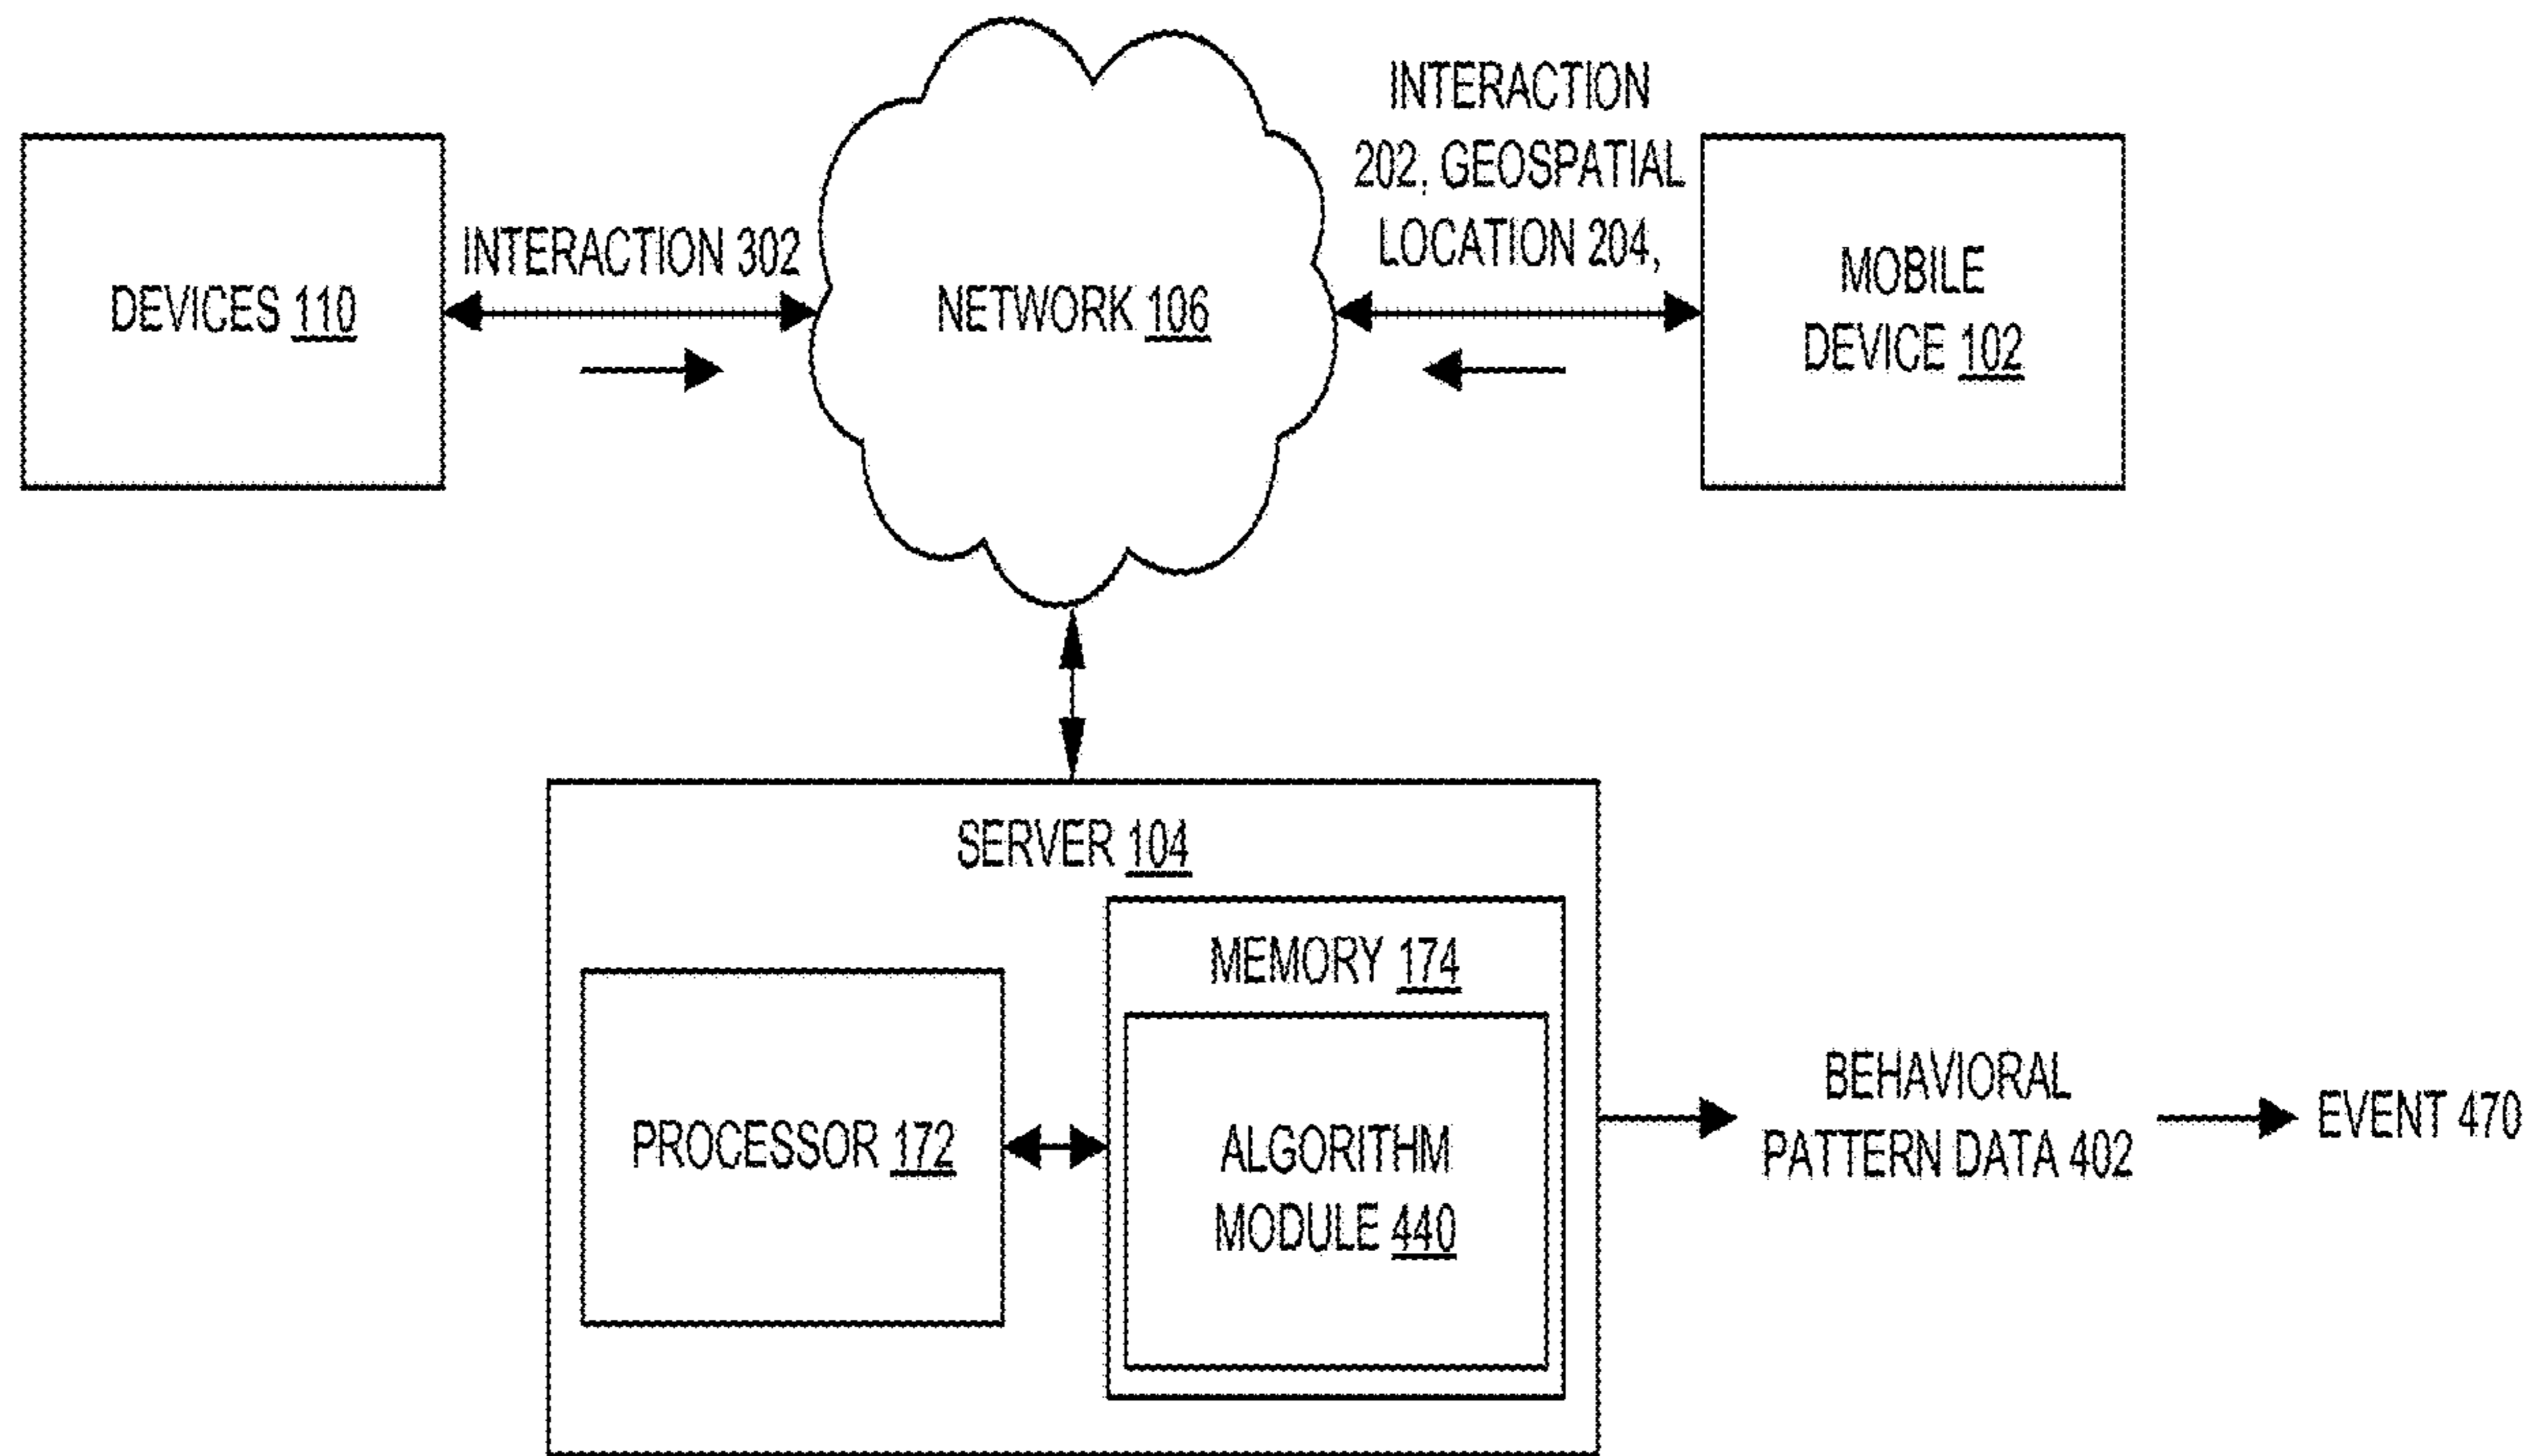 DEVICES 110
INTERACTION 302
NETWORK 106
INTERACTION
202, GEOSPATIAL
LOCATION 204,
MOBILE
DEVICE 102
SERVER 104
PROCESSOR 172
MEMORY 174
ALGORITHM
MODULE 440
BEHAVIORAL
PATTERN DATA 402
EVENT 470